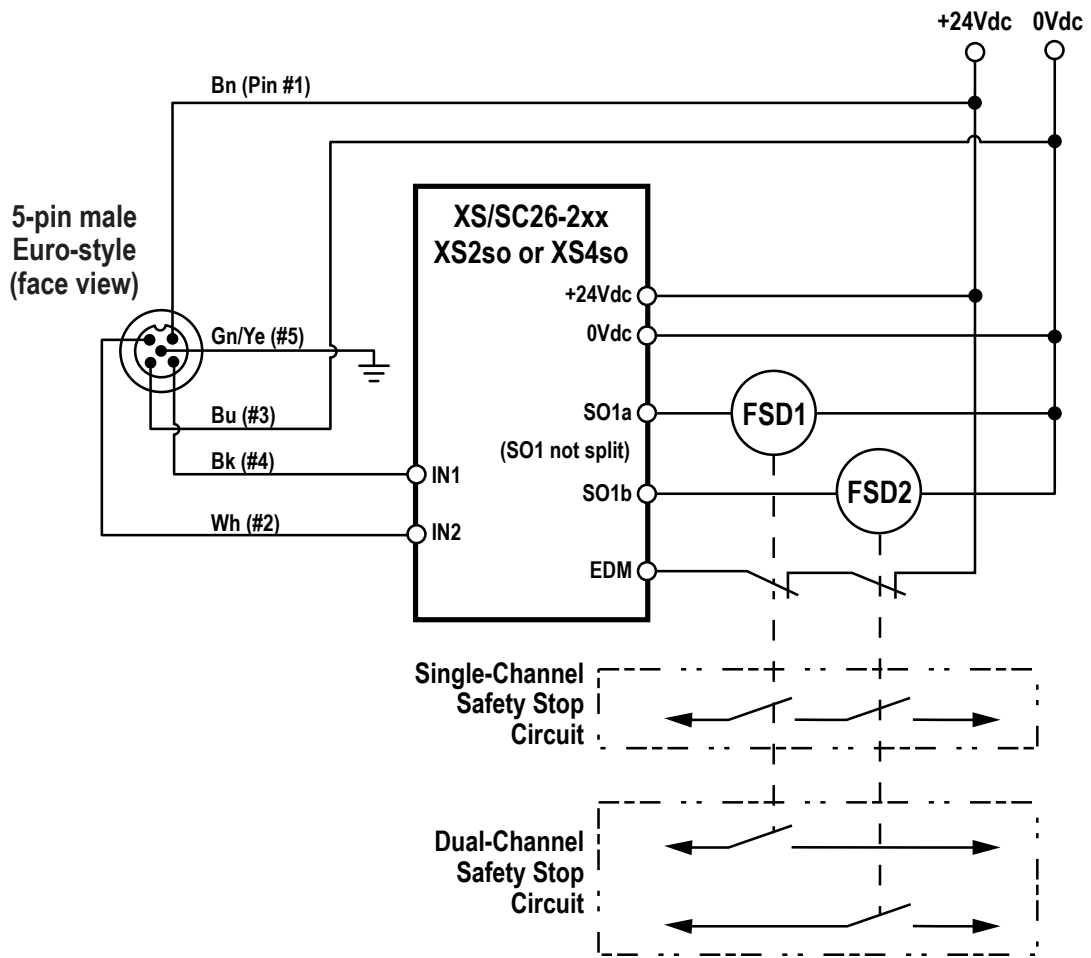 +24Vdc 0Vdc
Bn (Pin #1)
5-pin male
Euro-style
(face view)
XS/SC26-2xx
XS2so or XS4so
+24Vdc
0Vdc
Gn/Ye (#5)
Bu (#3)
Bk (#4)
Wh (#2)
IN1
IN2
SO1a
(SO1 not split)
SO1b
EDM
FSD1
FSD2
Single-Channel
Safety Stop
Circuit
Dual-Channel
Safety Stop
Circuit